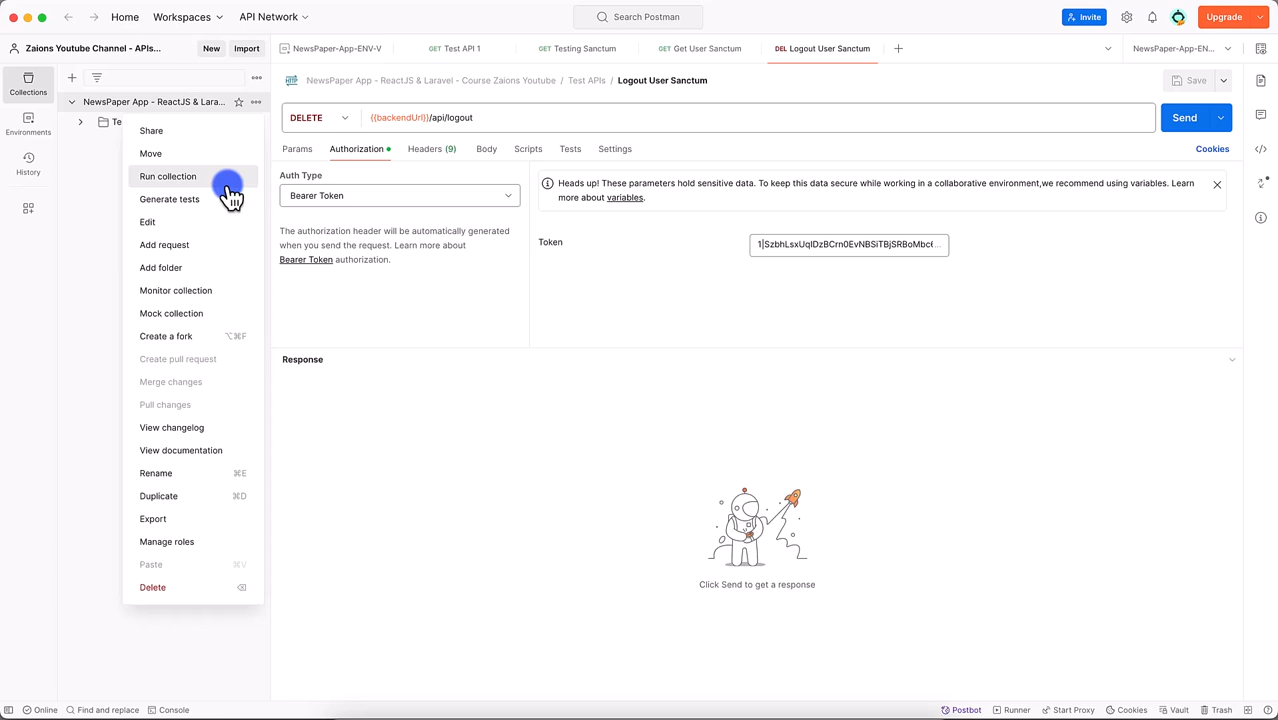 Home
Workspaces
API Network
Search Postman
Invite
Upgrade
Zaions Youtube Channel - APIs...
New
Import
NewsPaper-App-ENV-V
GET Test API 1
GET Testing Sanctum
GET Get User Sanctum
DEL Logout User Sanctum
NewsPaper-App-EN...
Collections
Environments
History
NewsPaper App - ReactJS & Lara...
Te
Share
Move
Run collection
Generate tests
Edit
Add request
Add folder
Monitor collection
Mock collection
Create a fork ⌥⌘F
Create pull request
Merge changes
Pull changes
View changelog
View documentation
Rename ⌘E
Duplicate ⌘D
Export
Manage roles
Paste ⌘V
Delete
HTTP NewsPaper App - ReactJS & Laravel - Course Zaions Youtube / Test APIs / Logout User Sanctum
Save
DELETE
{{backendUrl}}/api/logout
Send
Params
Authorization
Headers (9)
Body
Scripts
Tests
Settings
Cookies
Auth Type
Bearer Token
The authorization header will be automatically generated
when you send the request. Learn more about
Bearer Token authorization.
Heads up! These parameters hold sensitive data. To keep this data secure while working in a collaborative environment,we recommend using variables. Learn
more about variables.
Token
Response
Click Send to get a response
Online
Find and replace
Console
Postbot
Runner
Start Proxy
Cookies
Vault
Trash